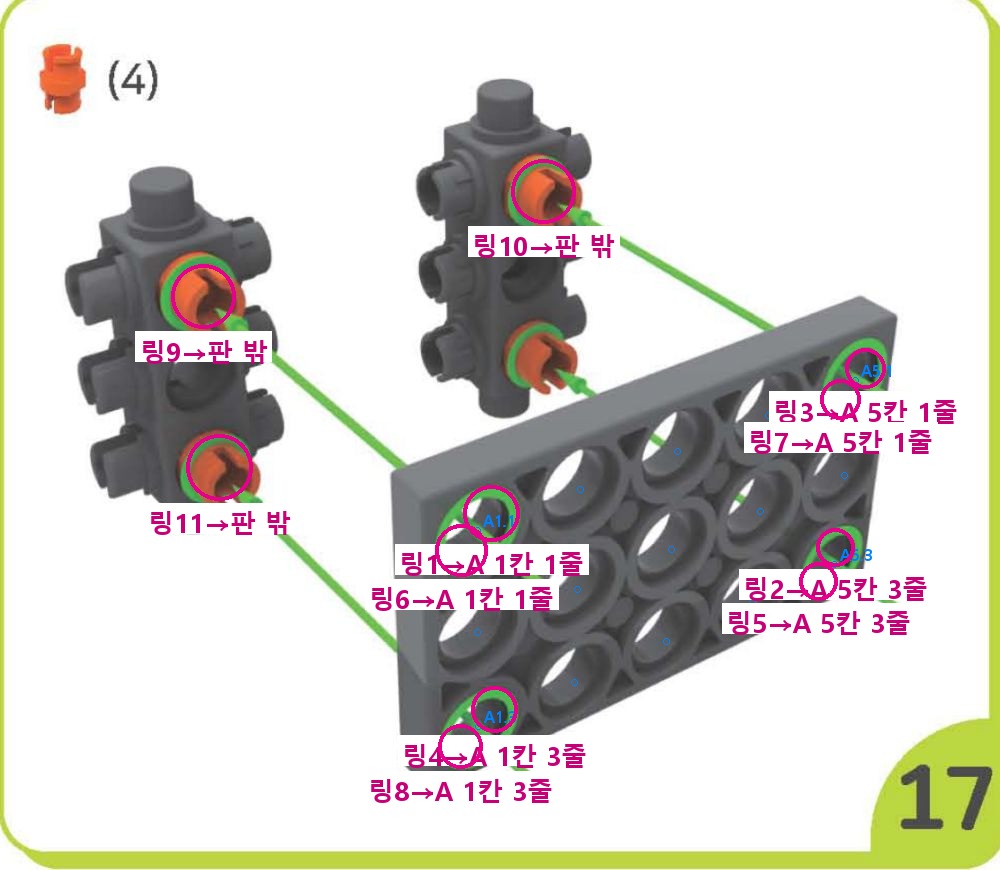 (4)
링10→판 밖
링9→판 밖
A5.1
링3→A 5칸 1줄
링7→A 5칸 1줄
링11→판 밖
A1.1
링1→A 1칸 1줄
링6→A 1칸 1줄
A5.3
링2→A 5칸 3줄
링5→A 5칸 3줄
링4→A 1칸 3줄
링8→A 1칸 3줄
17